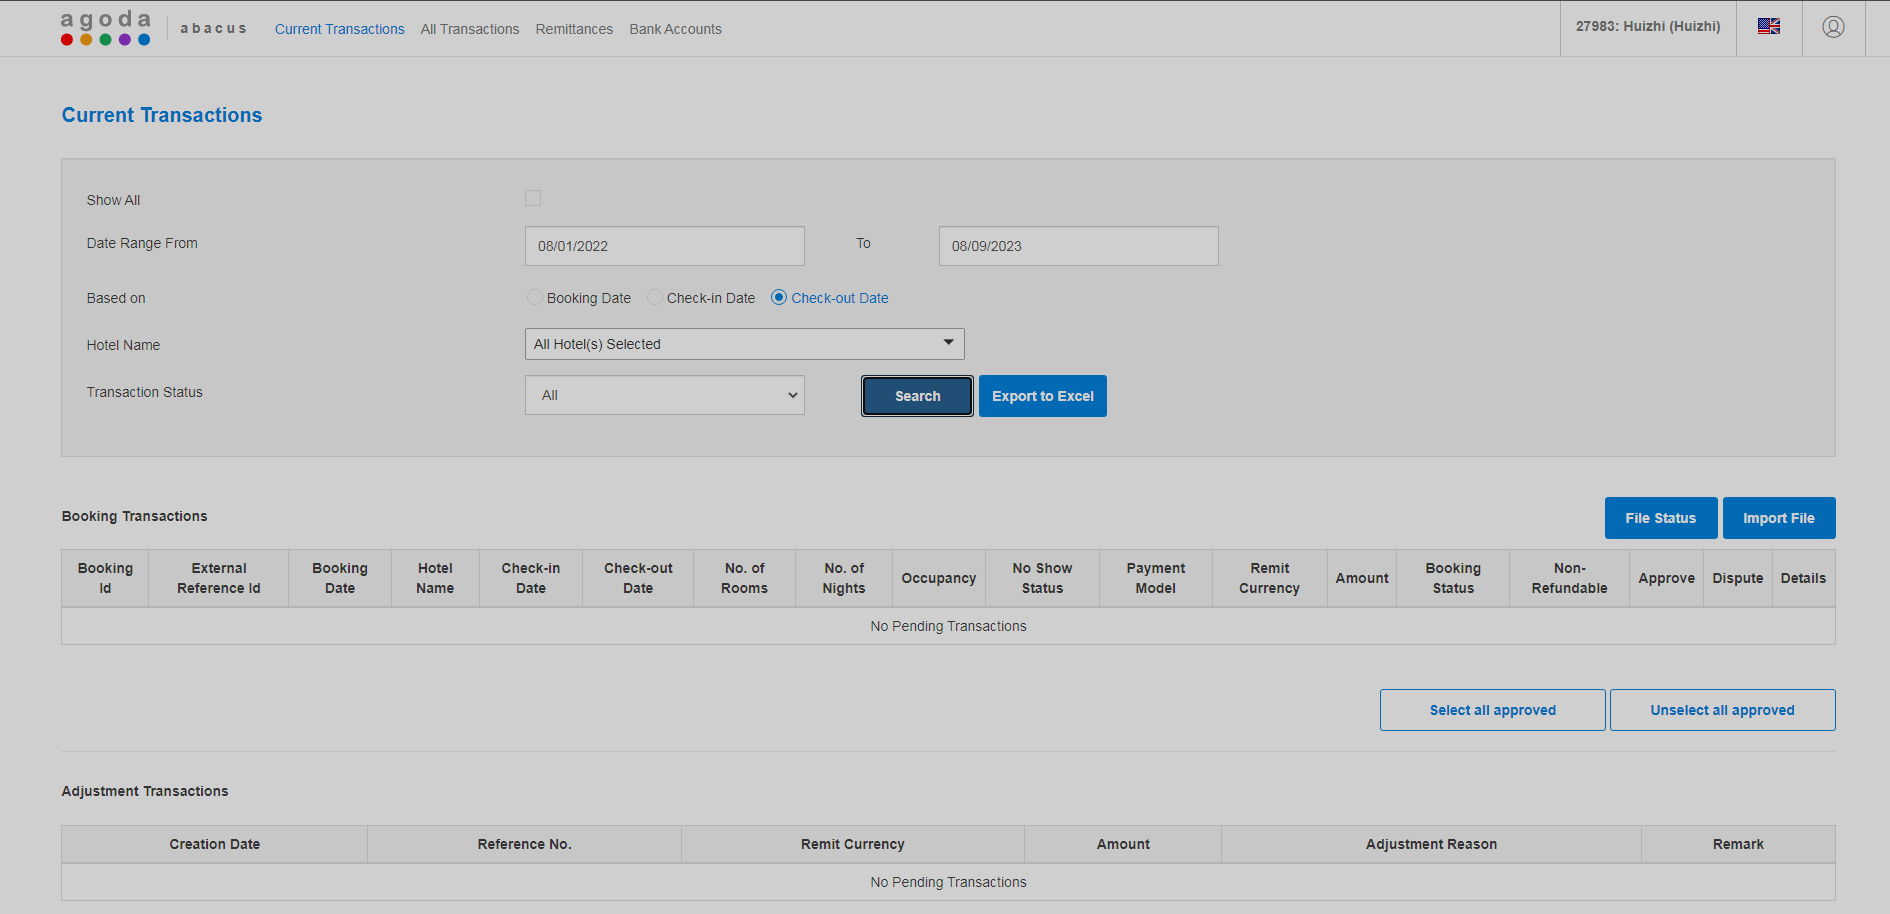 agoda
abacus
Current Transactions
All Transactions
Remittances
Bank Accounts
27983: Huizhi (Huizhi)
Current Transactions
Show All
Date Range From
08/01/2022
To
08/09/2023
Based on
Booking Date
Check-in Date
Check-out Date
Hotel Name
All Hotel(s) Selected
Transaction Status
All
Search
Export to Excel
Booking Transactions
File Status
Import File
Booking
Id
External
Reference Id
Booking
Date
Hotel
Name
Check-in
Date
Check-out
Date
No. of
Rooms
No. of
Nights
Occupancy
No Show
Status
Payment
Model
Remit
Currency
Amount
Booking
Status
Non-
Refundable
Approve
Dispute
Details
No Pending Transactions
Select all approved
Unselect all approved
Adjustment Transactions
Creation Date
Reference No.
Remit Currency
Amount
Adjustment Reason
Remark
No Pending Transactions